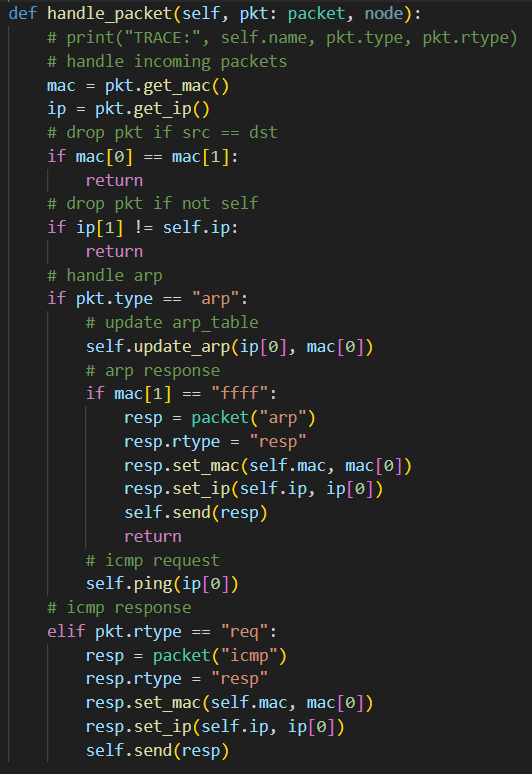 def handle_packet(self, pkt: packet, node):
    # print("TRACE:", self.name, pkt.type, pkt.rtype)
    # handle incoming packets
    mac = pkt.get_mac()
    ip = pkt.get_ip()
    # drop pkt if src == dst
    if mac[0] == mac[1]:
        return
    # drop pkt if not self
    if ip[1] != self.ip:
        return
    # handle arp
    if pkt.type == "arp":
        # update arp_table
        self.update_arp(ip[0], mac[0])
        # arp response
        if mac[1] == "ffff":
            resp = packet("arp")
            resp.rtype = "resp"
            resp.set_mac(self.mac, mac[0])
            resp.set_ip(self.ip, ip[0])
            self.send(resp)
            return
        # icmp request
        self.ping(ip[0])
    # icmp response
    elif pkt.rtype == "req":
        resp = packet("icmp")
        resp.rtype = "resp"
        resp.set_mac(self.mac, mac[0])
        resp.set_ip(self.ip, ip[0])
        self.send(resp)